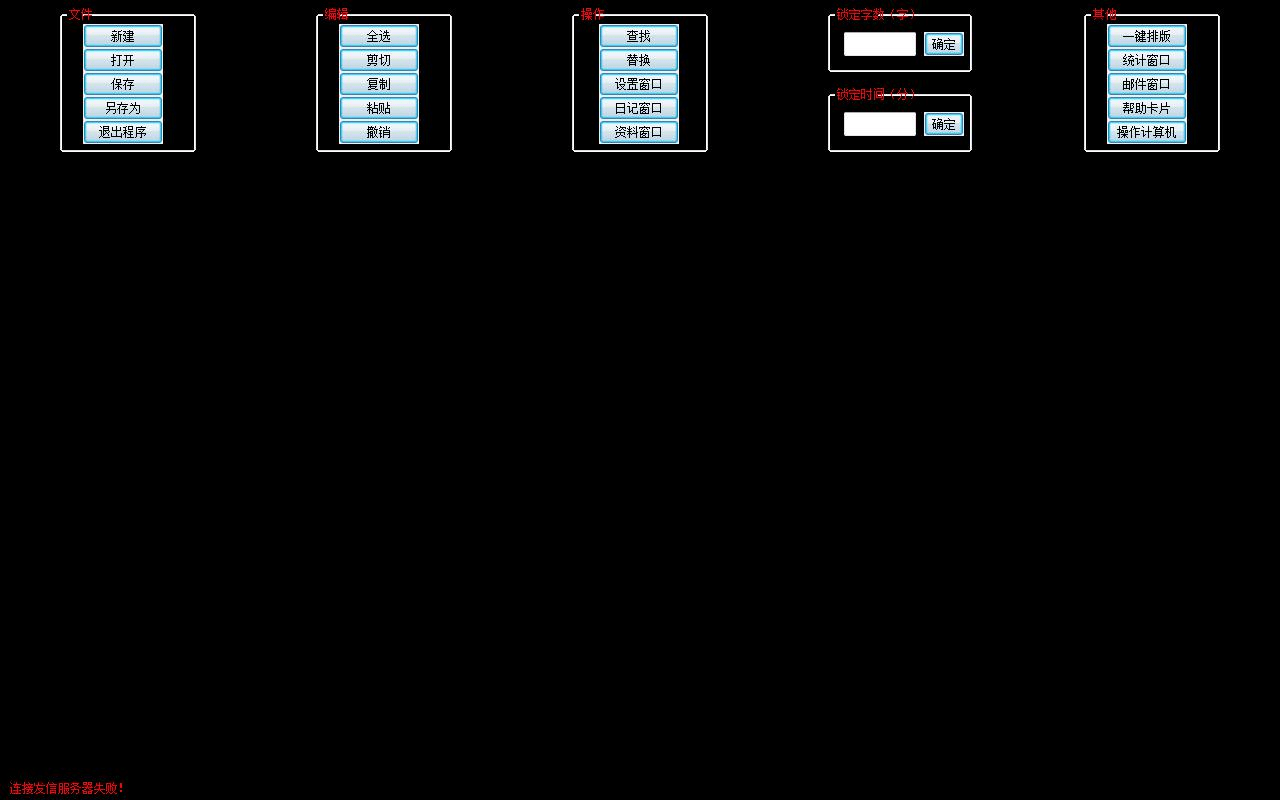 文件
新建
打开
保存
另存为
退出程序
编辑
全选
剪切
复制
粘贴
撤销
操作
查找
替换
设置窗口
日记窗口
资料窗口
锁定字数（字）
确定
锁定时间（分）
确定
其他
一键排版
统计窗口
邮件窗口
帮助卡片
操作计算机
连接发信服务器失败！